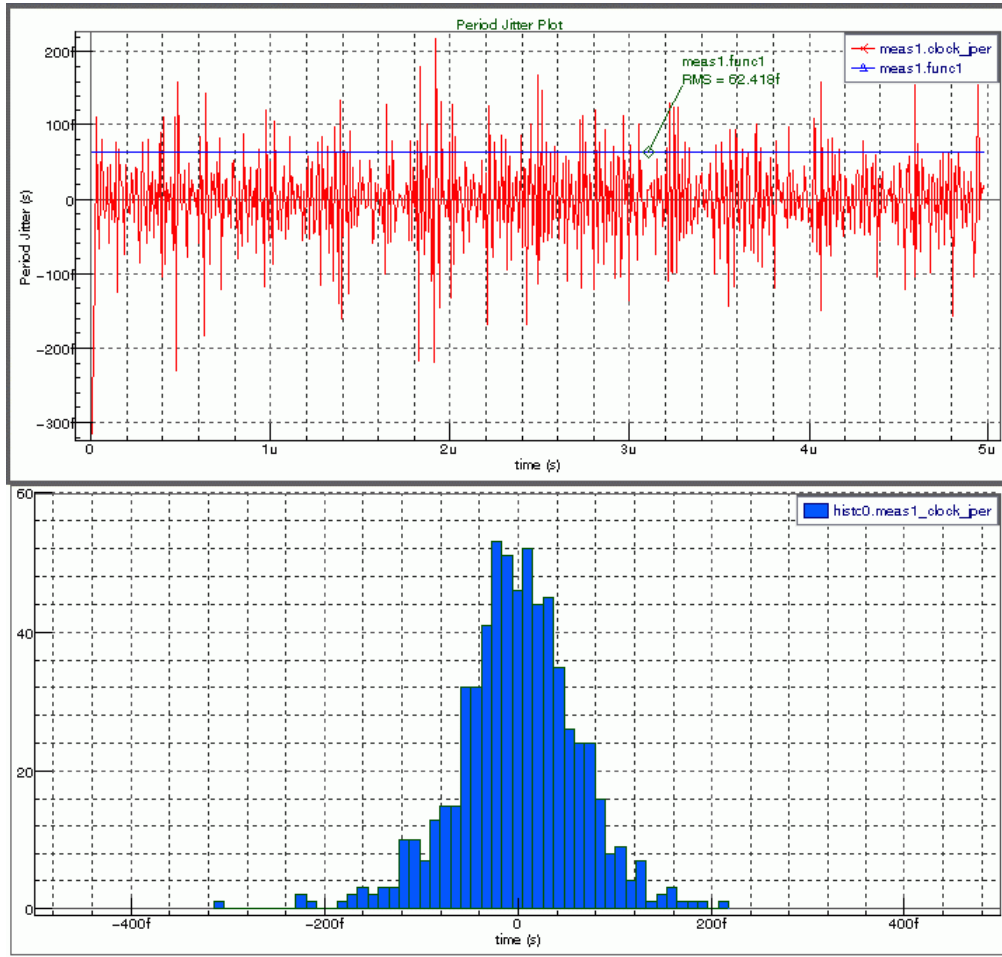 Period Jitter Plot
meas1.clock_jper
meas1.func1
meas1.func1
RMS = 62.418f
200f
100f
0
-100f
-200f
-300f
Period Jitter (s)
0
1u
2u
3u
4u
5u
time (s)
histc0.meas1_clock_jper
60
40
20
0
-400f
-200f
0
200f
400f
time (s)